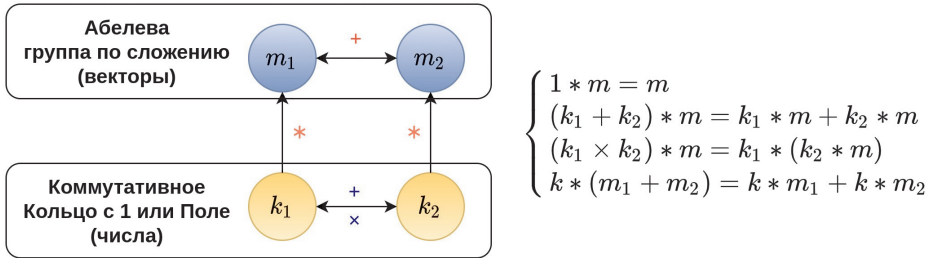 Абелева
группа по сложению
(векторы)
m₁
+
m₂
*
*
Коммутативное
Кольцо с 1 или Поле
(числа)
k₁
+
×
k₂
1 * m = m
(k₁ + k₂) * m = k₁ * m + k₂ * m
(k₁ × k₂) * m = k₁ * (k₂ * m)
k * (m₁ + m₂) = k * m₁ + k * m₂